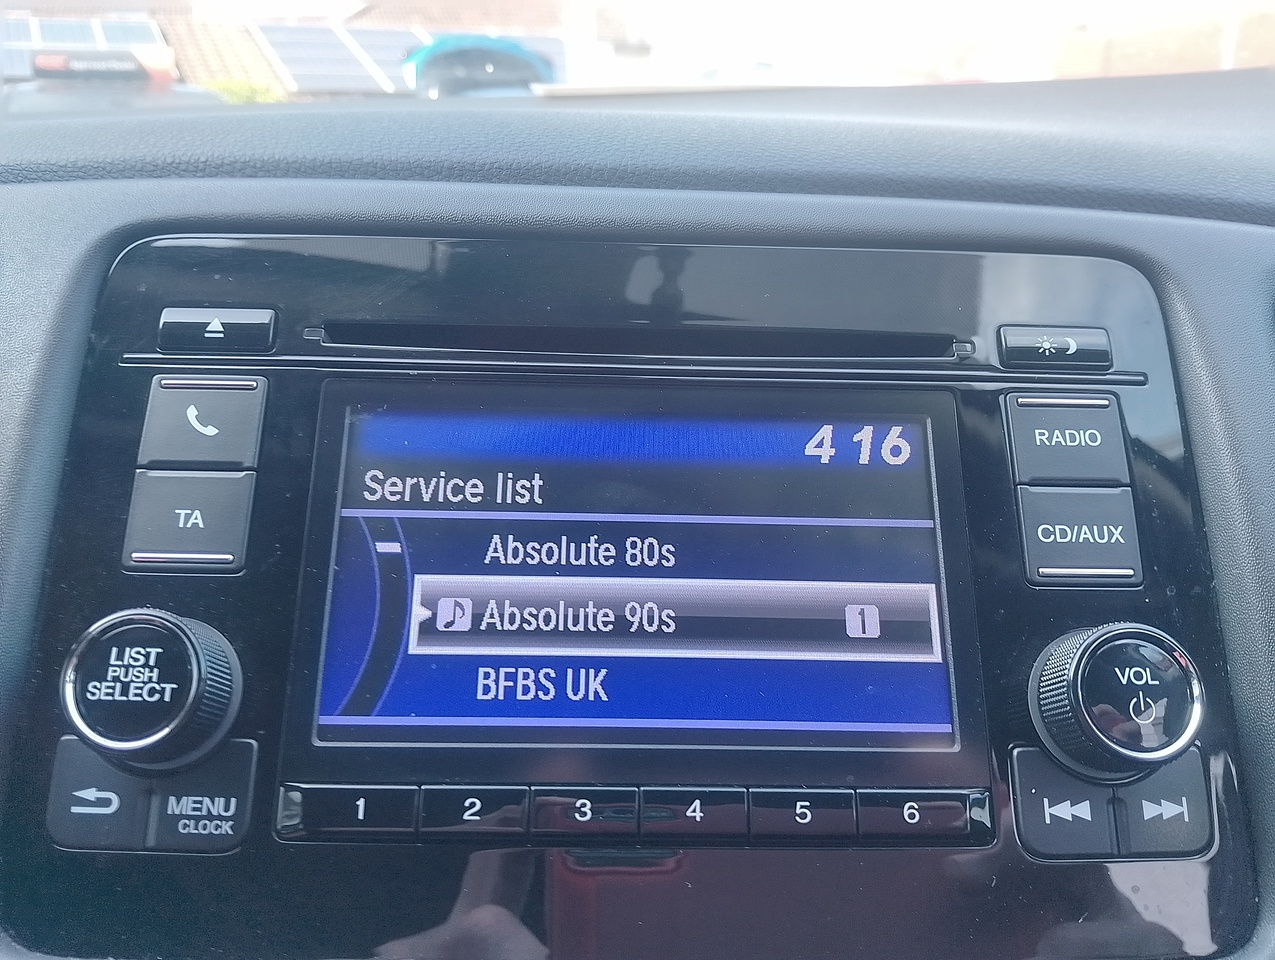 RADIO
4 16
Service list
TA
CD/AUX
Absolute 80s
Absolute 90s 1
BFBS UK
LIST
PUSH
SELECT
VOL
MENU
CLOCK
1 2 3 4 5 6